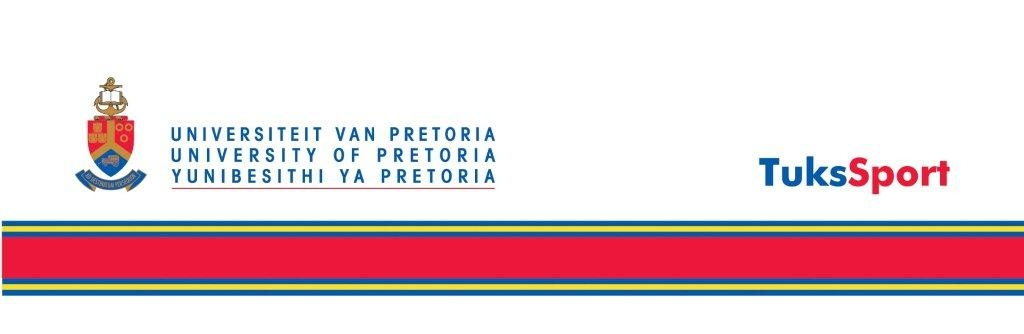 UNIVERSITEIT VAN PRETORIA
UNIVERSITY OF PRETORIA
YUNIBESITHI YA PRETORIA
TuksSport